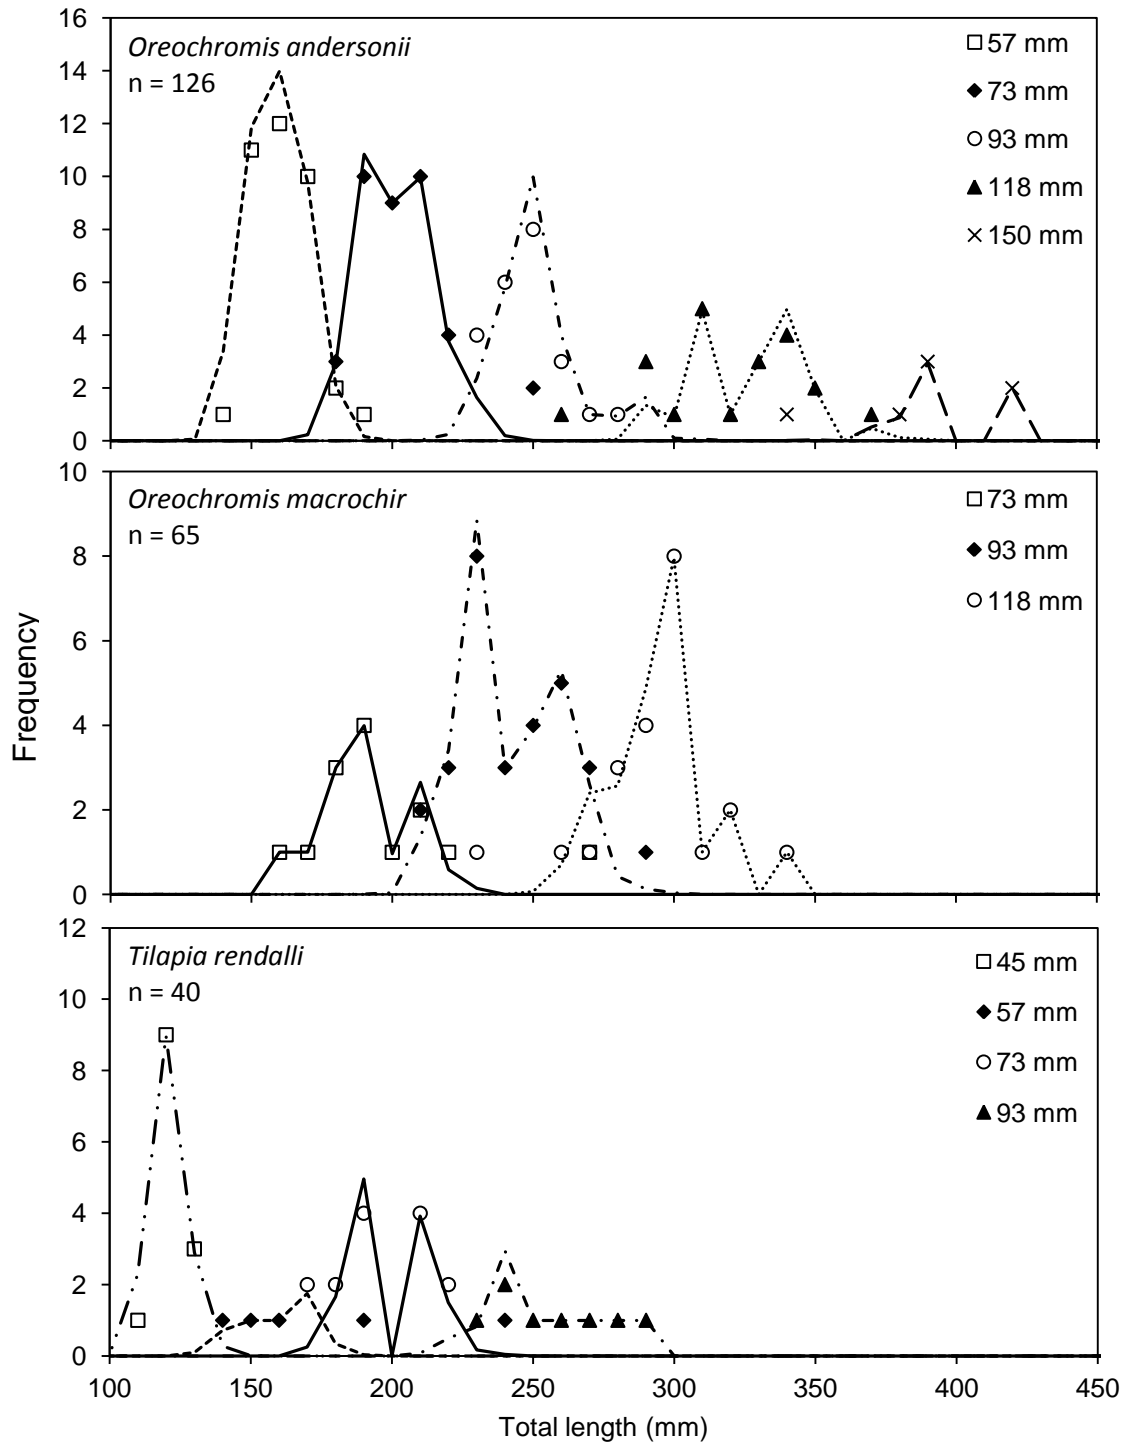 16
14
12
10
8
6
4
2
0
Oreochromis andersonii
n = 126
57 mm
73 mm
93 mm
118 mm
150 mm
10
8
6
4
2
0
Oreochromis macrochir
n = 65
73 mm
93 mm
118 mm
Frequency
12
10
8
6
4
2
0
Tilapia rendalli
n = 40
45 mm
57 mm
73 mm
93 mm
100 150 200 250 300 350 400 450
Total length (mm)